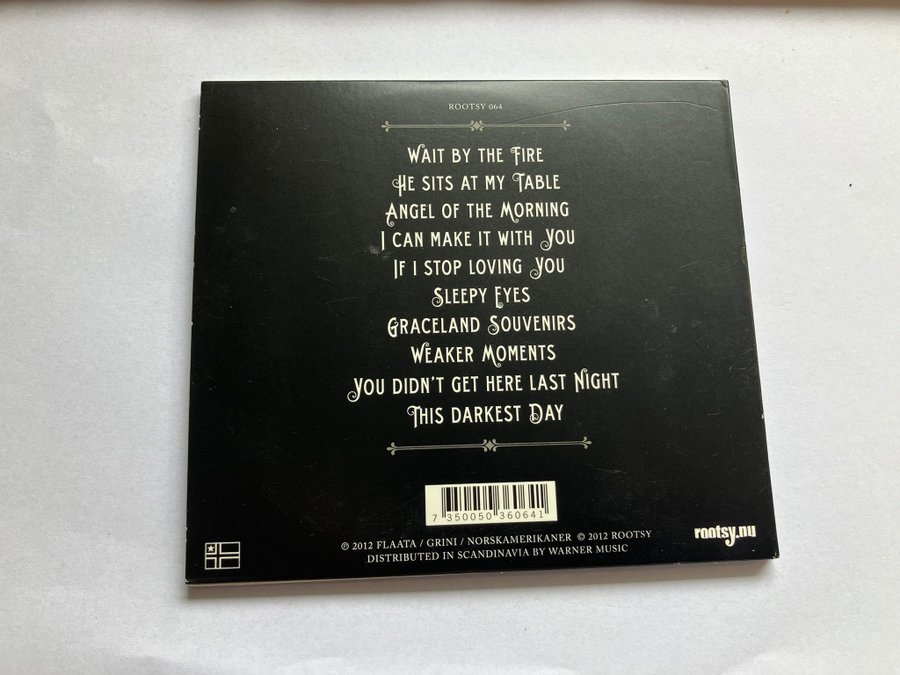 ROOTSY 064
Wait by the Fire
He sits at my Table
Angel of the Morning
I can make it with You
If i stop loving You
Sleepy Eyes
Graceland Souvenirs
Weaker Moments
You didn't get here last Night
This darkest Day
7 350050 360641
℗ 2012 FLAATA / GRINI / NORSKAMERIKANER © 2012 ROOTSY
DISTRIBUTED IN SCANDINAVIA BY WARNER MUSIC
rootsy.nu